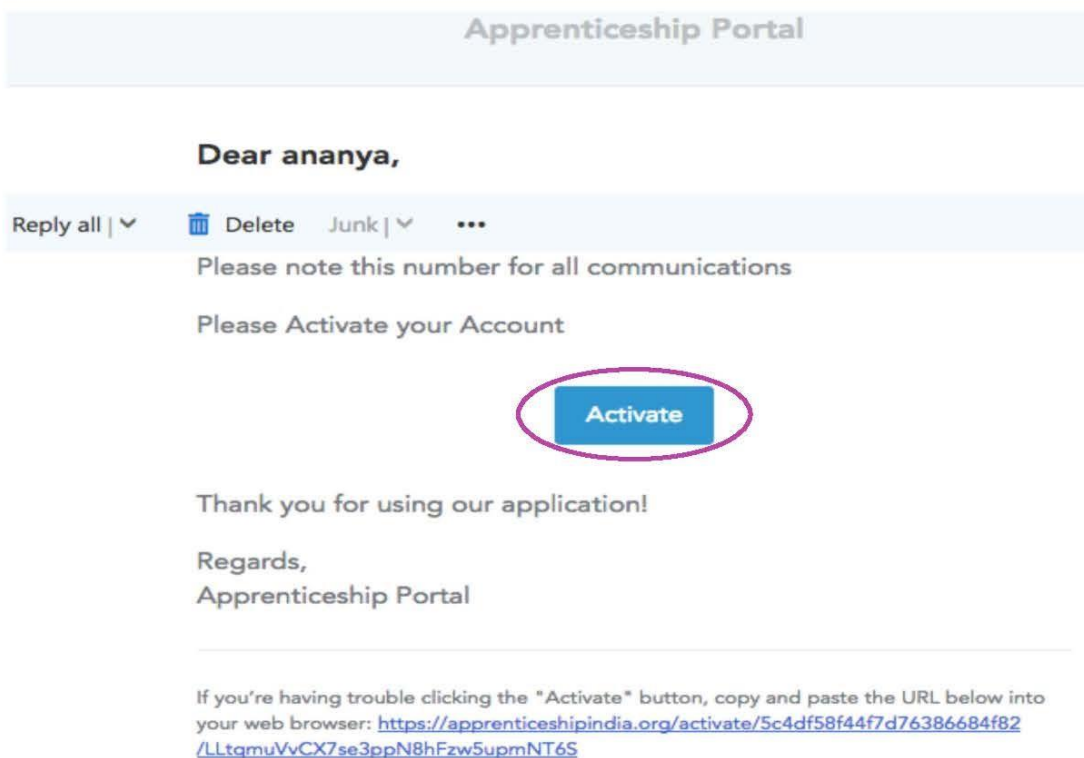 Apprenticeship Portal
Dear ananya,
Reply all | Delete Junk | •••
Please note this number for all communications
Please Activate your Account
Activate
Thank you for using our application!
Regards,
Apprenticeship Portal
If you're having trouble clicking the "Activate" button, copy and paste the URL below into
your web browser: https://apprenticeshipindia.org/activate/5c4df58f44f7d76386684f82
/LLtqmuVvCX7se3ppN8hFzw5upmNT6S